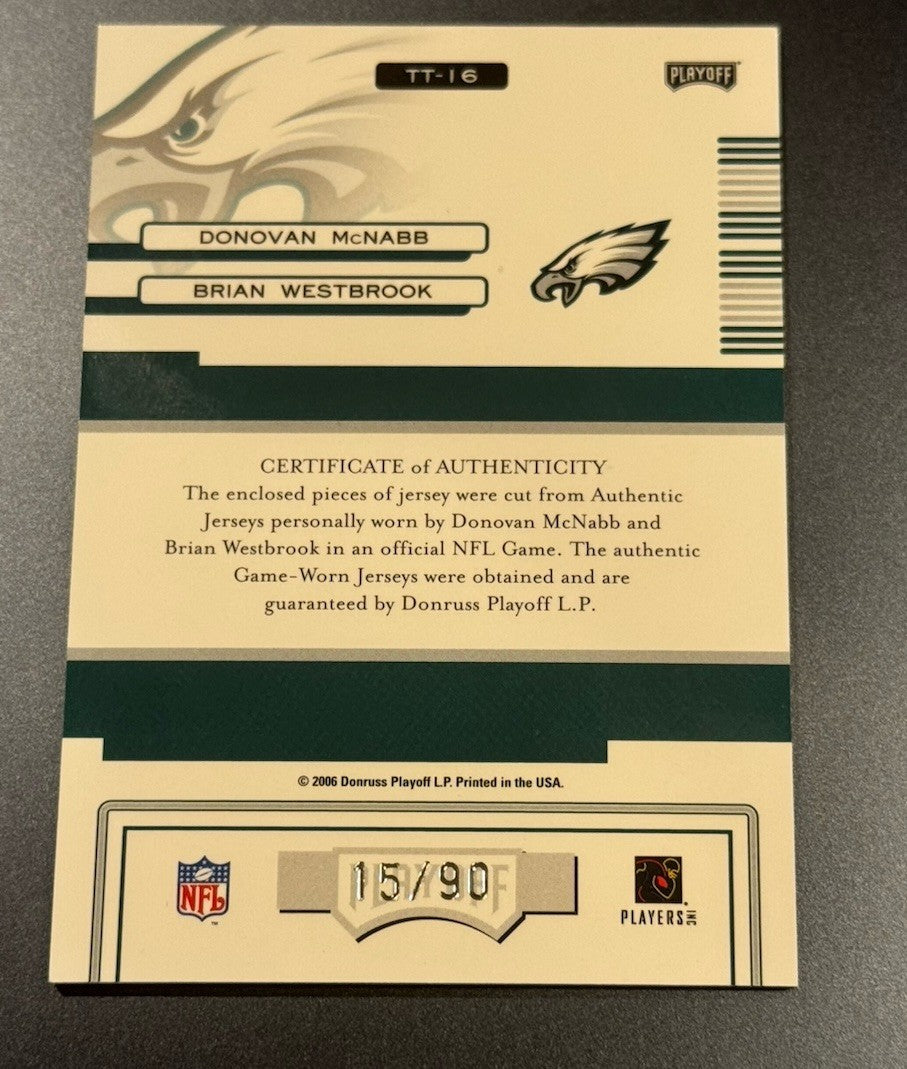 TT-16
PLAYOFF
DONOVAN McNABB
BRIAN WESTBROOK
CERTIFICATE of AUTHENTICITY
The enclosed pieces of jersey were cut from Authentic
Jerseys personally worn by Donovan McNabb and
Brian Westbrook in an official NFL Game. The authentic
Game-Worn Jerseys were obtained and are
guaranteed by Donruss Playoff L.P.
© 2006 Donruss Playoff L.P. Printed in the USA.
NFL
™
PLAYOFF
15/90
PLAYERS INC